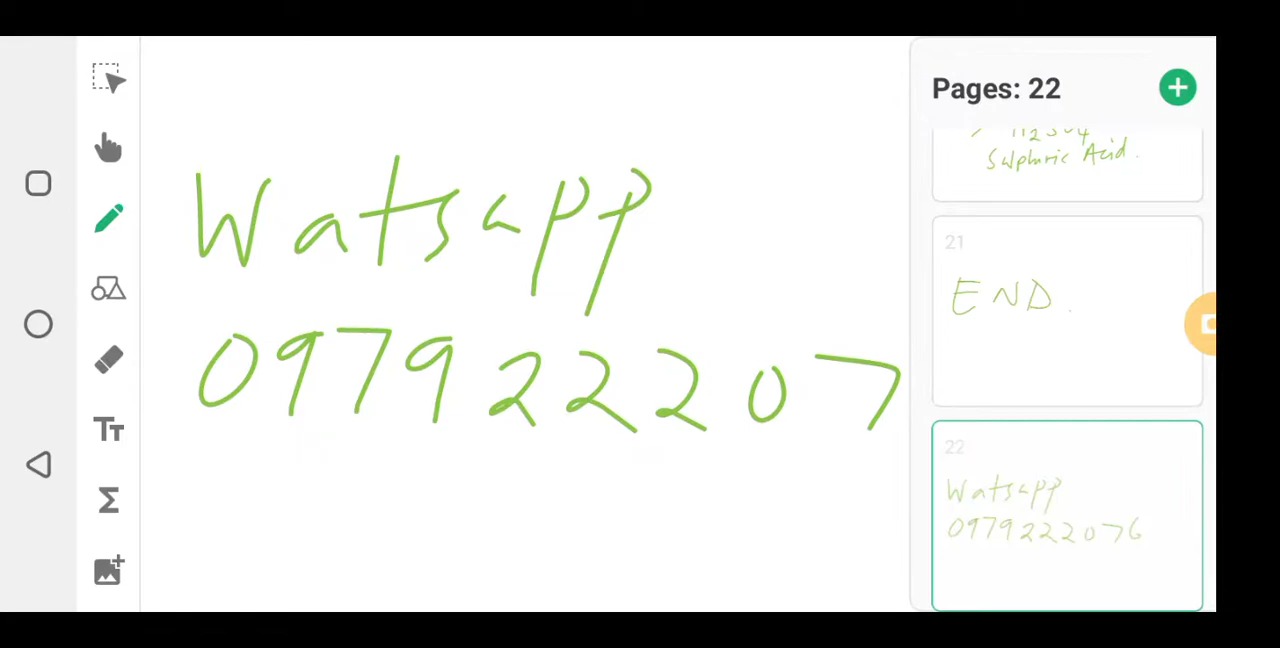 Watsapp
097922207
Pages: 22
Sulphuric Acid.
21
END.
22
Watsapp
0979222076